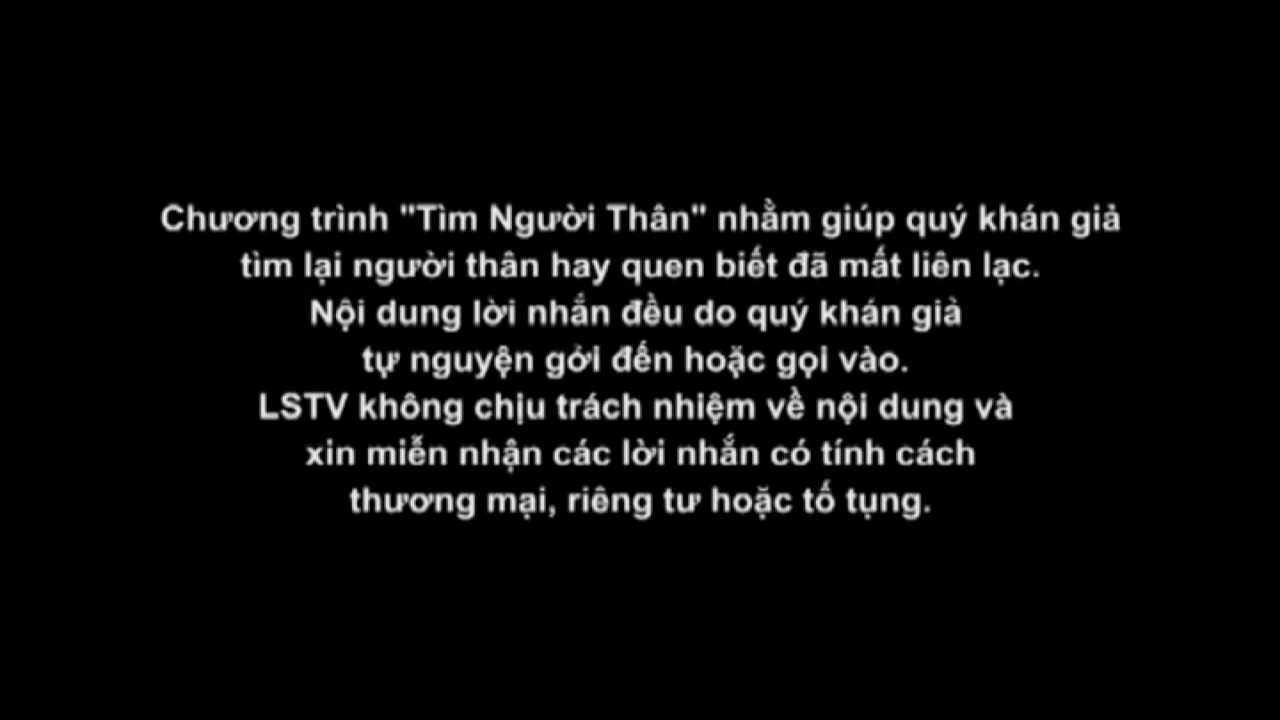 Chương trình "Tìm Người Thân" nhằm giúp quý khán giả
tìm lại người thân hay quen biết đã mất liên lạc.
Nội dung lời nhắn đều do quý khán giả
tự nguyện gởi đến hoặc gọi vào.
LSTV không chịu trách nhiệm về nội dung và
xin miễn nhận các lời nhắn có tính cách
thương mại, riêng tư hoặc tố tụng.